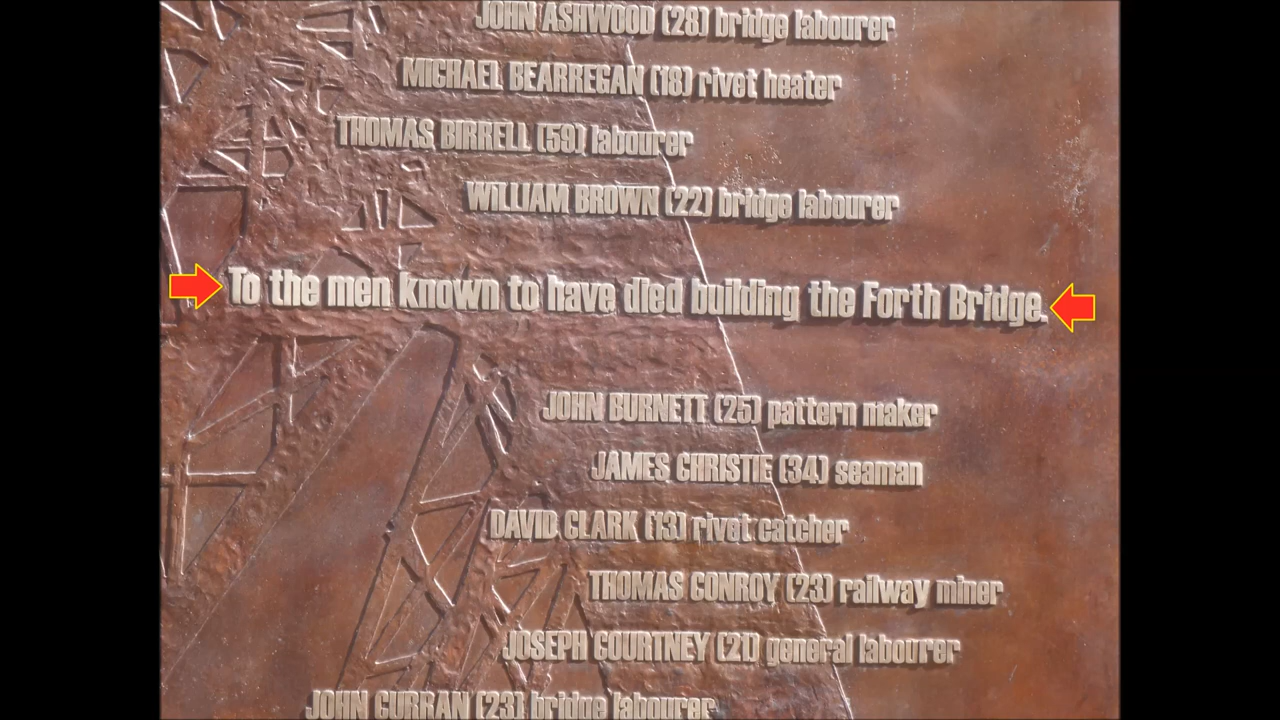 JOHN ASHWOOD (28) bridge labourer
MICHAEL BEARREGAN (18) rivet heater
THOMAS BIRRELL (59) labourer
WILLIAM BROWN (22) bridge labourer
To the men known to have died building the Forth Bridge.
JOHN BURNETT (25) pattern maker
JAMES CHRISTIE (34) seaman
DAVID CLARK (13) rivet catcher
THOMAS CONROY (23) railway miner
JOSEPH COURTNEY (21) general labourer
JOHN CURRAN (23) bridge labourer